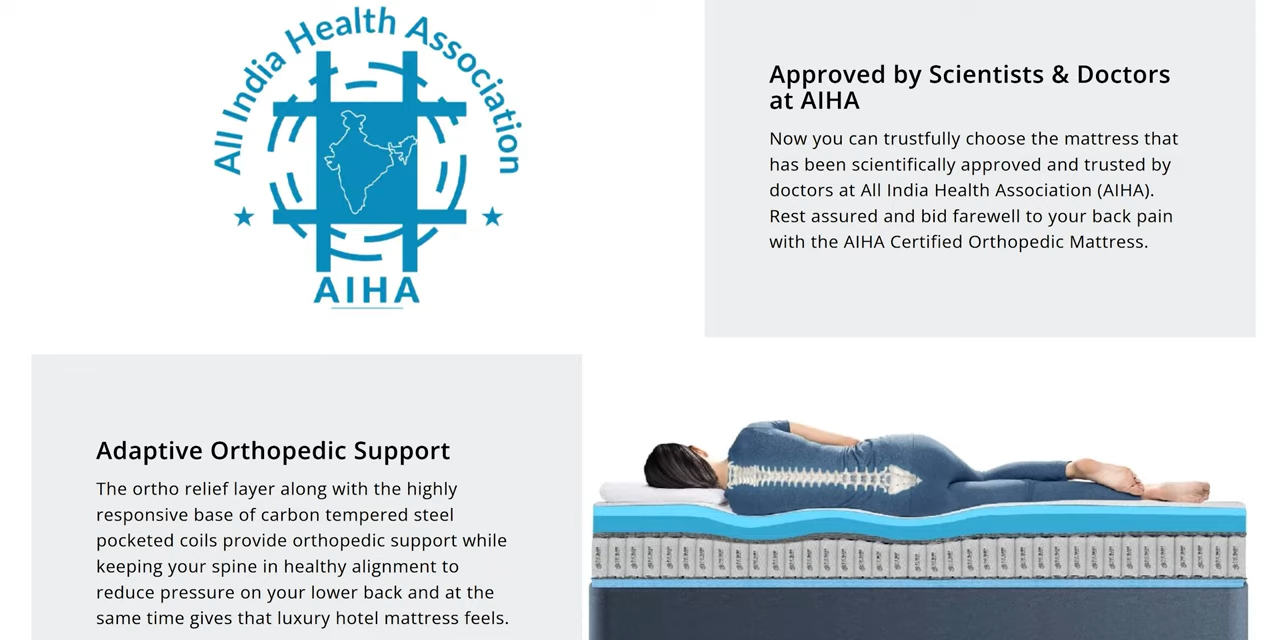 All India Health Association
AIHA
Approved by Scientists & Doctors
at AIHA
Now you can trustfully choose the mattress that
has been scientifically approved and trusted by
doctors at All India Health Association (AIHA).
Rest assured and bid farewell to your back pain
with the AIHA Certified Orthopedic Mattress.
Adaptive Orthopedic Support
The ortho relief layer along with the highly
responsive base of carbon tempered steel
pocketed coils provide orthopedic support while
keeping your spine in healthy alignment to
reduce pressure on your lower back and at the
same time gives that luxury hotel mattress feels.